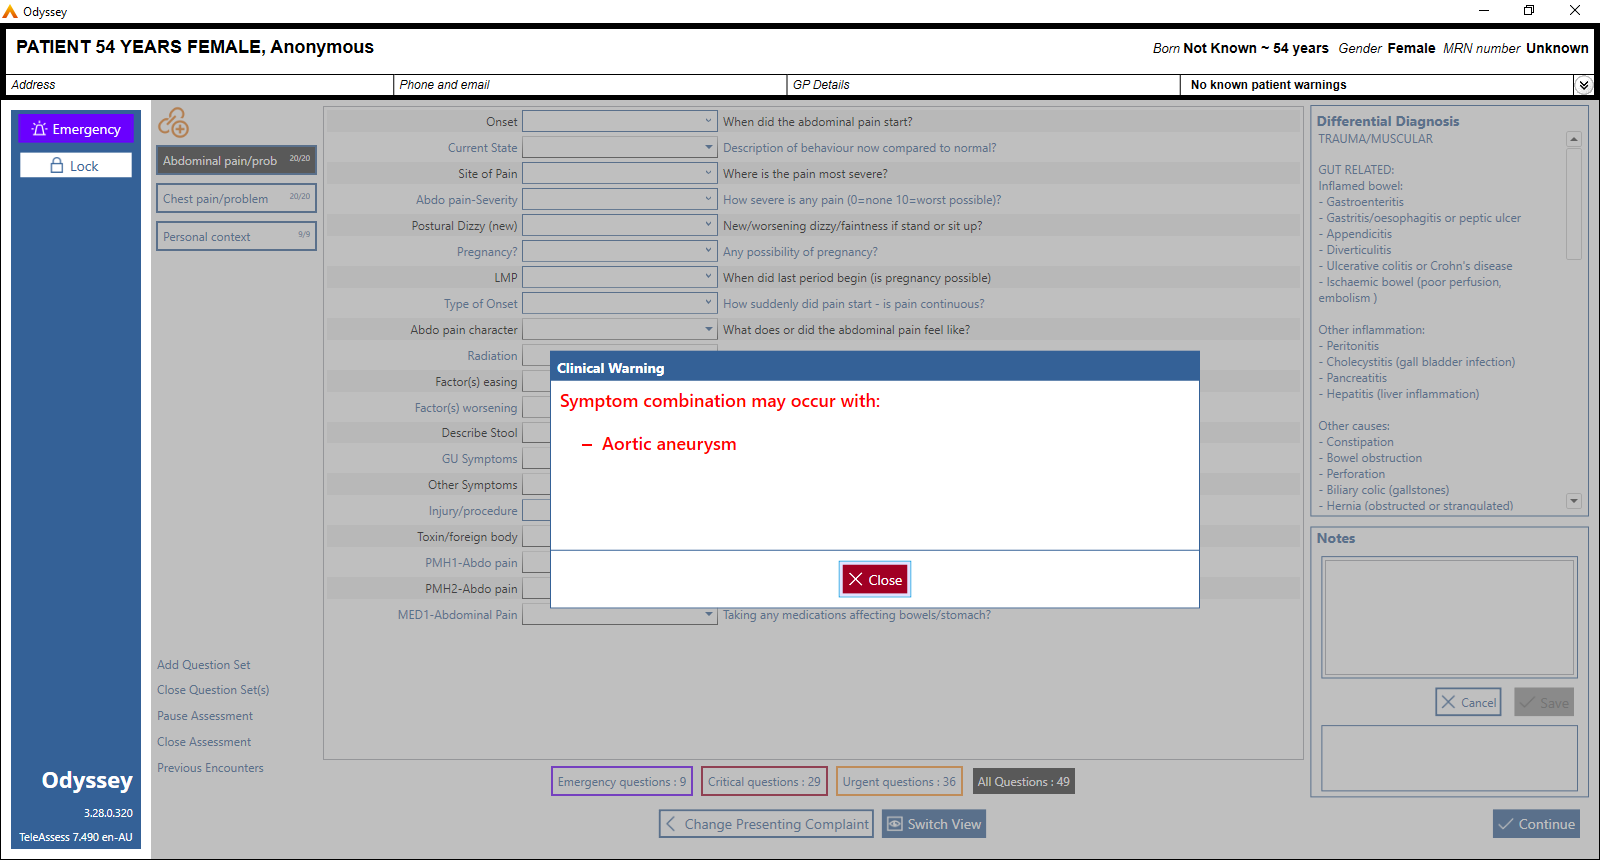 Odyssey
PATIENT 54 YEARS FEMALE, Anonymous
Born Not Known ~ 54 years Gender Female MRN number Unknown
Address
Phone and email
GP Details
No known patient warnings
Emergency
Lock
Abdominal pain/prob 20/20
Chest pain/problem 20/20
Personal context 9/9
Add Question Set
Close Question Set(s)
Pause Assessment
Close Assessment
Previous Encounters
Odyssey
3.28.0.320
TeleAssess 7.490 en-AU
Onset When did the abdominal pain start?
Current State Description of behaviour now compared to normal?
Site of Pain Where is the pain most severe?
Abdo pain-Severity How severe is any pain (0=none 10=worst possible)?
Postural Dizzy (new) New/worsening dizzy/faintness if stand or sit up?
Pregnancy? Any possibility of pregnancy?
LMP When did last period begin (is pregnancy possible)
Type of Onset How suddenly did pain start - is pain continuous?
Abdo pain character What does or did the abdominal pain feel like?
Radiation
Factor(s) easing
Factor(s) worsening
Describe Stool
GU Symptoms
Other Symptoms
Injury/procedure
Toxin/foreign body
PMH1-Abdo pain
PMH2-Abdo pain
MED1-Abdominal Pain Taking any medications affecting bowels/stomach?
Clinical Warning
Symptom combination may occur with:
– Aortic aneurysm
Close
Emergency questions : 9
Critical questions : 29
Urgent questions : 36
All Questions : 49
Change Presenting Complaint
Switch View
Differential Diagnosis
TRAUMA/MUSCULAR
GUT RELATED:
Inflamed bowel:
- Gastroenteritis
- Gastritis/oesophagitis or peptic ulcer
- Appendicitis
- Diverticulitis
- Ulcerative colitis or Crohn's disease
- Ischaemic bowel (poor perfusion,
embolism )
Other inflammation:
- Peritonitis
- Cholecystitis (gall bladder infection)
- Pancreatitis
- Hepatitis (liver inflammation)
Other causes:
- Constipation
- Bowel obstruction
- Perforation
- Biliary colic (gallstones)
- Hernia (obstructed or strangulated)
Notes
Cancel
Save
Continue